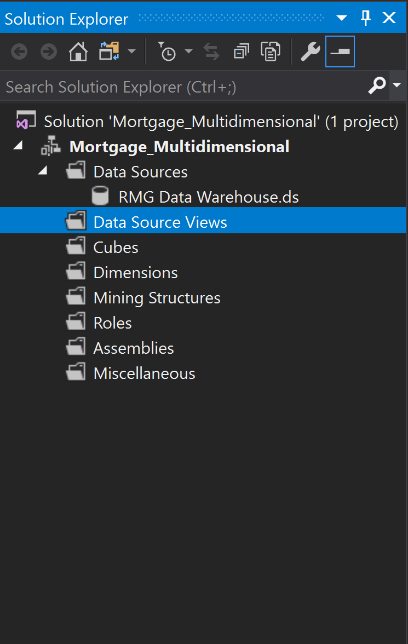 Solution Explorer
Search Solution Explorer (Ctrl+;)
Solution 'Mortgage_Multidimensional' (1 project)
Mortgage_Multidimensional
Data Sources
RMG Data Warehouse.ds
Data Source Views
Cubes
Dimensions
Mining Structures
Roles
Assemblies
Miscellaneous